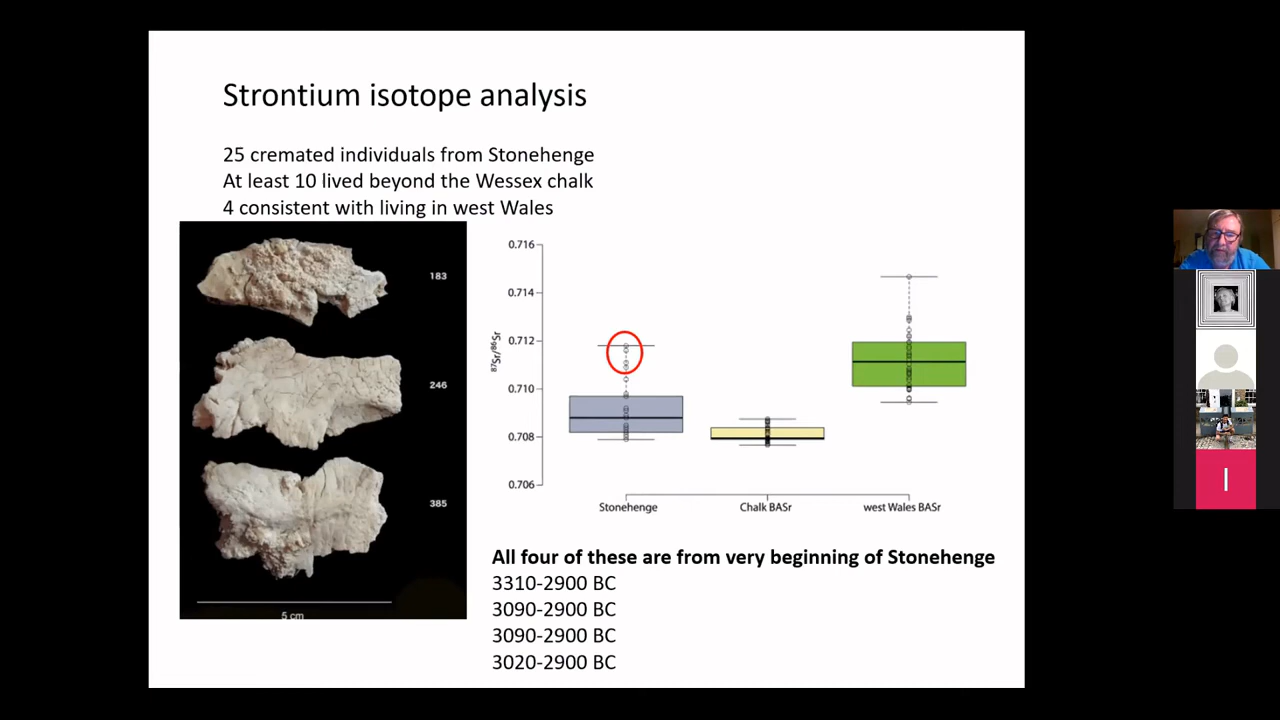 Strontium isotope analysis
25 cremated individuals from Stonehenge
At least 10 lived beyond the Wessex chalk
4 consistent with living in west Wales
183
246
385
5 cm
0.716
0.714
0.712
0.710
0.708
0.706
87Sr/86Sr
Stonehenge
Chalk BASr
west Wales BASr
All four of these are from very beginning of Stonehenge
3310-2900 BC
3090-2900 BC
3090-2900 BC
3020-2900 BC
I